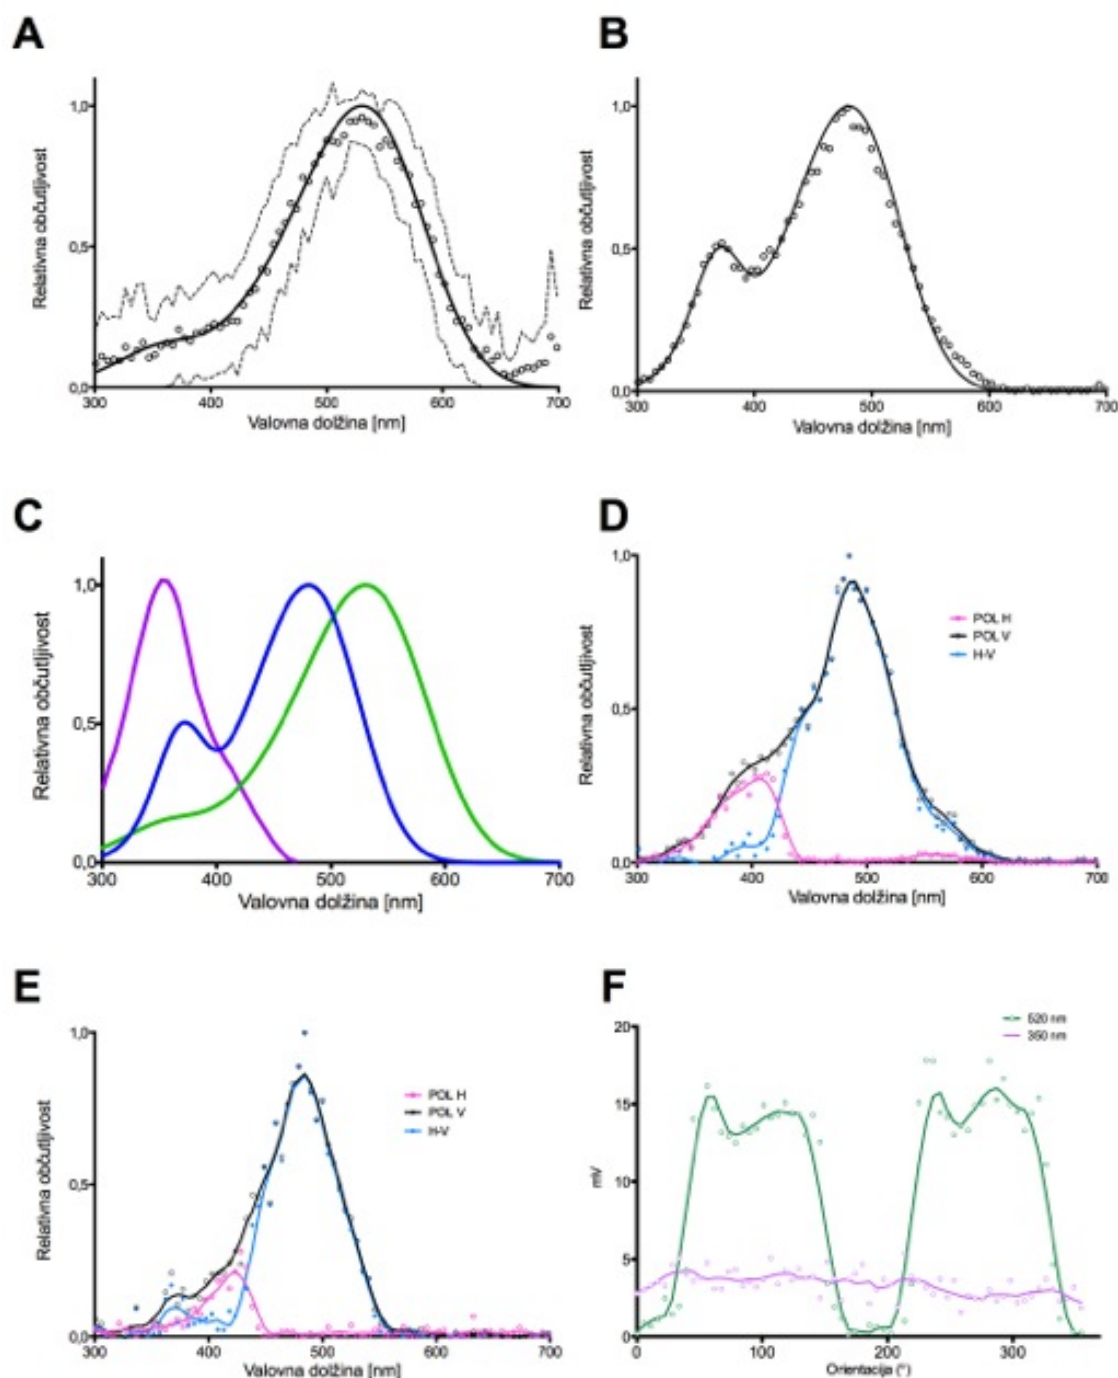 A
B
Relativna občutljivost
1,0
0,5
0,0
300
400
500
600
700
Valovna dolžina [nm]
Relativna občutljivost
1,0
0,5
0,0
300
400
500
600
700
Valovna dolžina [nm]
C
D
Relativna občutljivost
1,0
0,5
0,0
300
400
500
600
700
Valovna dolžina [nm]
Relativna občutljivost
1,0
0,5
0,0
300
400
500
600
700
Valovna dolžina [nm]
POL H
POL V
H-V
E
F
Relativna občutljivost
1,0
0,5
0,0
300
400
500
600
700
Valovna dolžina [nm]
POL H
POL V
H-V
mV
20
15
10
5
0
0
100
200
300
Orientacija (°)
520 nm
350 nm